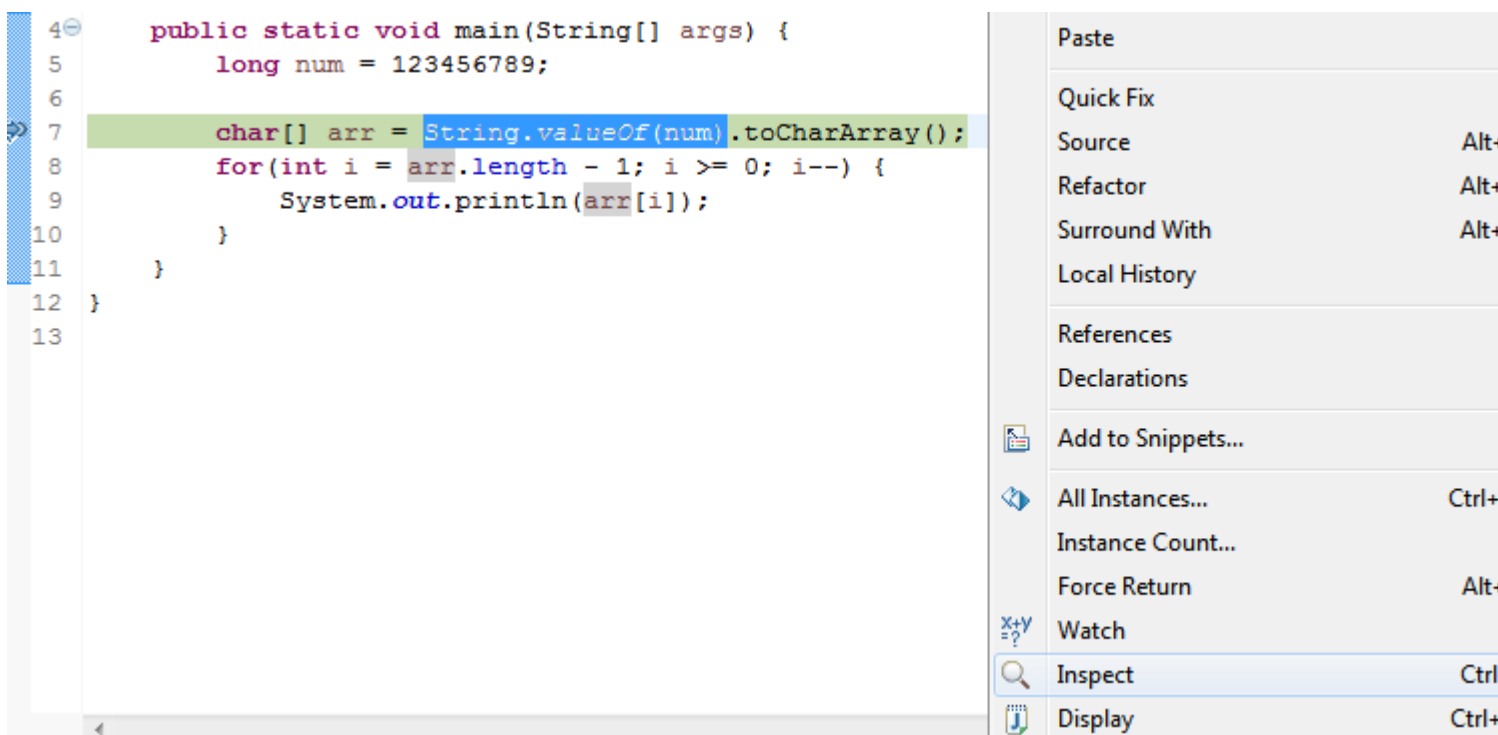 4 public static void main(String[] args) {
5 long num = 123456789;
6
7 char[] arr = String.valueOf(num).toCharArray();
8 for(int i = arr.length - 1; i >= 0; i--) {
9 System.out.println(arr[i]);
10 }
11 }
12 }
13
Paste
Quick Fix
Source Alt+
Refactor Alt+
Surround With Alt+
Local History
References
Declarations
Add to Snippets...
All Instances... Ctrl+
Instance Count...
Force Return Alt+
x+y =? Watch
Inspect Ctrl
J Display Ctrl+